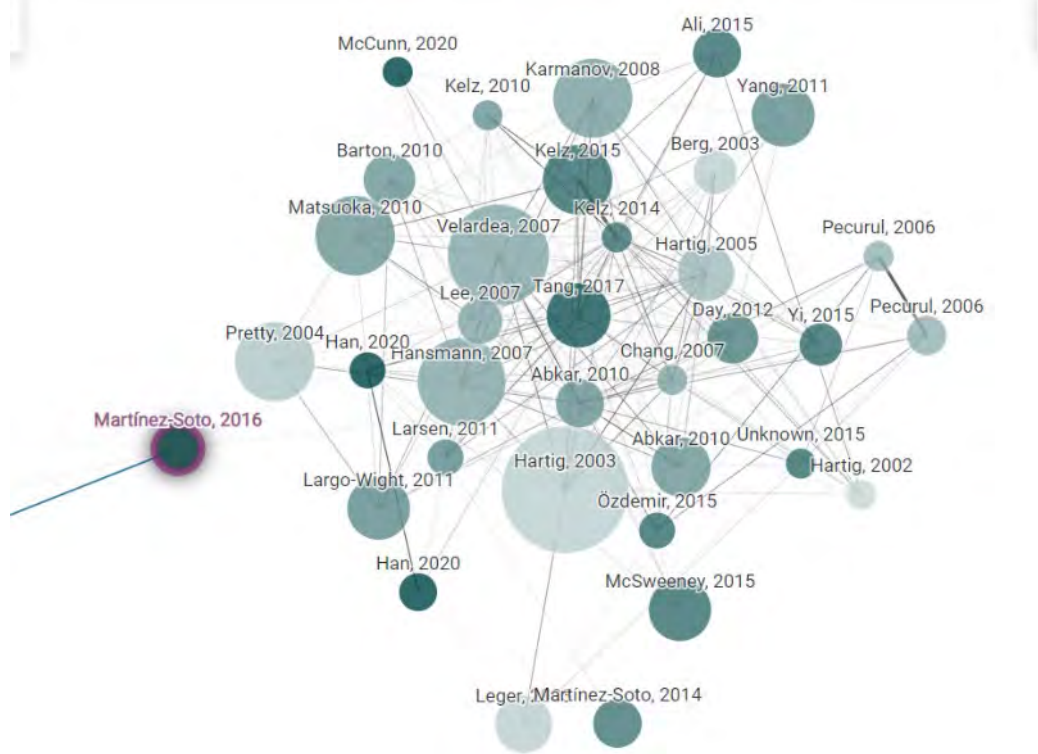 Ali, 2015
McCunn, 2020
Karmanov, 2008
Kelz, 2010
Yang, 2011
Berg, 2003
Barton, 2010
Kelz, 2015
Matsuoka, 2010
Kelz, 2014
Velardea, 2007
Pecurul, 2006
Hartig, 2005
Tang, 2017
Lee, 2007
Day, 2012
Yi, 2015
Pecurul, 2006
Pretty, 2004
Han, 2020
Hansmann, 2007
Chang, 2007
Abkar, 2010
Martínez-Soto, 2016
Larsen, 2011
Abkar, 2010
Unknown, 2015
Hartig, 2003
Hartig, 2002
Largo-Wight, 2011
Özdemir, 2015
Han, 2020
McSweeney, 2015
Leger,
Martínez-Soto, 2014